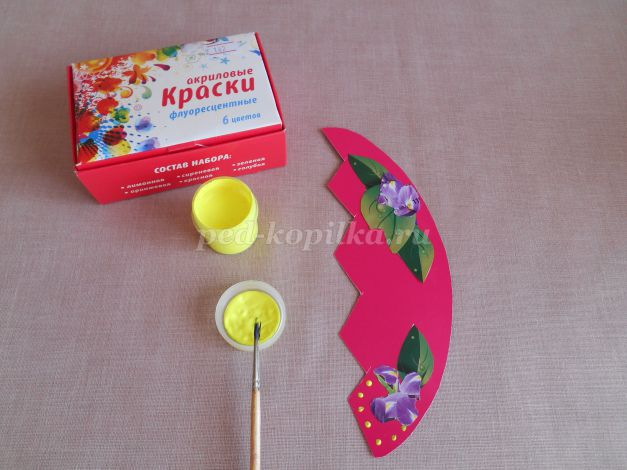 акриловые
Краски
флуоресцентные
6 цветов
СОСТАВ НАБОРА:
• лимонная • сиреневая • зеленая
• оранжевая • красная • голубая
ped-kopilka.ru